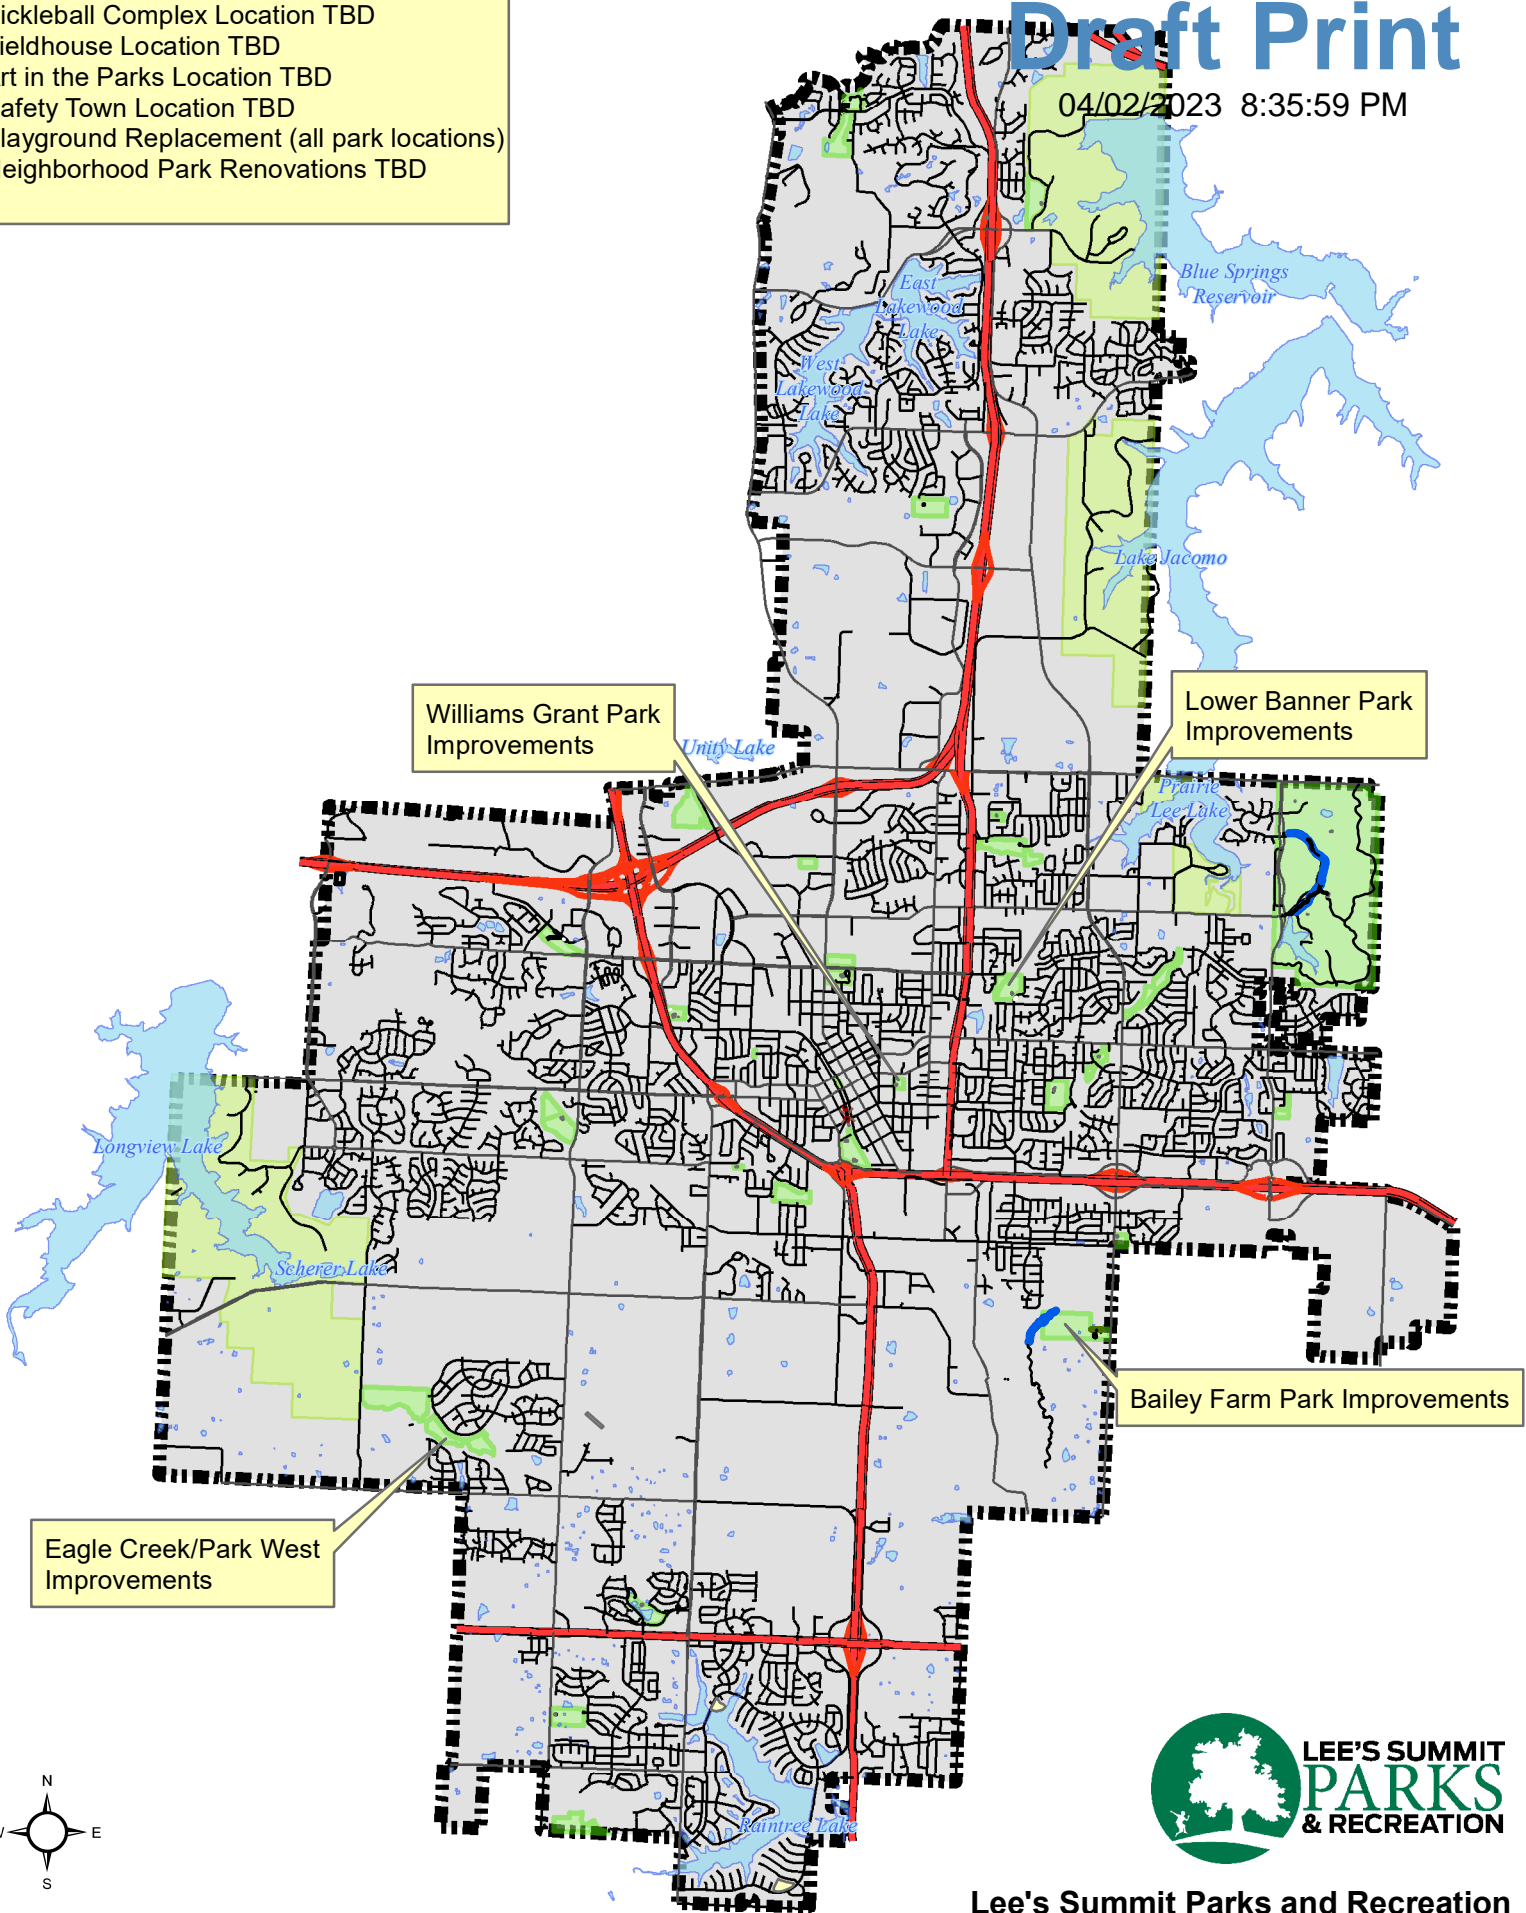 ickleball Complex Location TBD
ieldhouse Location TBD
rt in the Parks Location TBD
afety Town Location TBD
layground Replacement (all park locations)
eighborhood Park Renovations TBD
Draft Print
04/02/2023 8:35:59 PM
Blue Springs
Reservoir
East
Lakewood
Lake
West
Lakewood
Lake
Lake Jacomo
Williams Grant Park
Improvements
Unity Lake
Lower Banner Park
Improvements
Prairie
Lee Lake
Longview Lake
Scherer Lake
Bailey Farm Park Improvements
Eagle Creek/Park West
Improvements
Raintree Lake
N
E
S
LEE'S SUMMIT
PARKS
& RECREATION
Lee's Summit Parks and Recreation